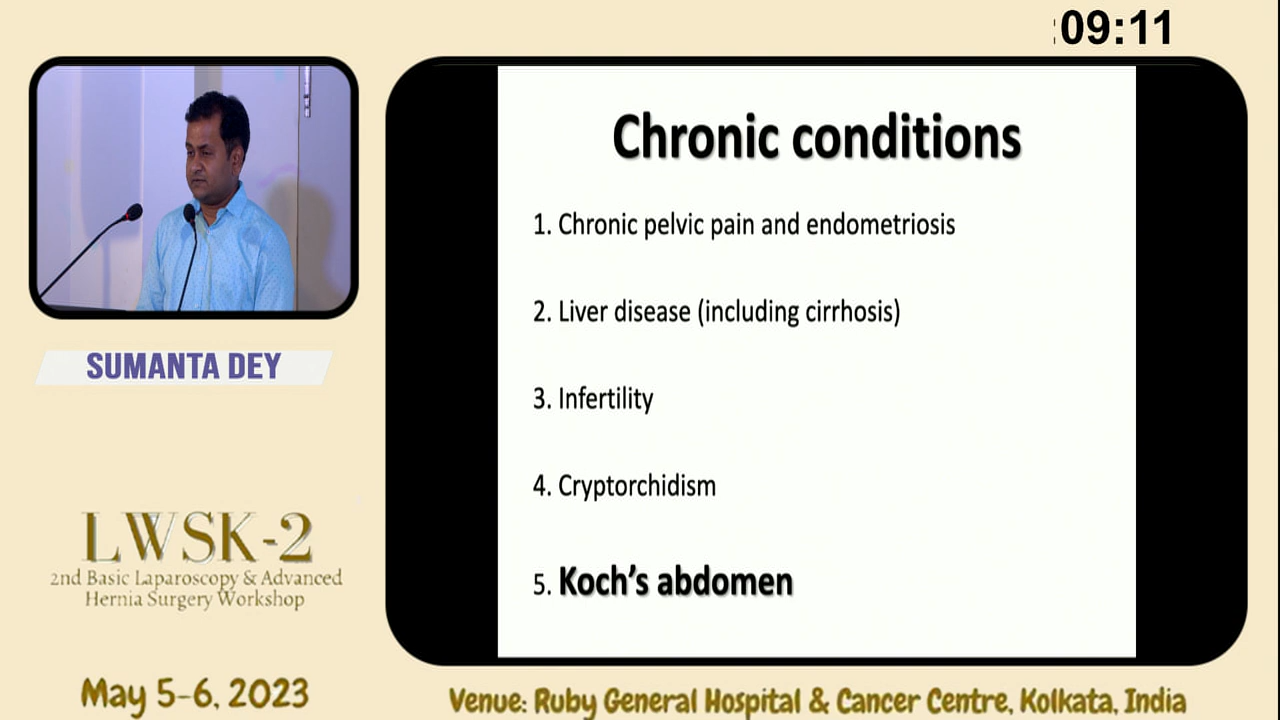 09:11
Chronic conditions
1. Chronic pelvic pain and endometriosis
2. Liver disease (including cirrhosis)
3. Infertility
4. Cryptorchidism
5. Koch’s abdomen
SUMANTA DEY
LWSK-2
2nd Basic Laparoscopy & Advanced
Hernia Surgery Workshop
May 5-6, 2023
Venue: Ruby General Hospital & Cancer Centre, Kolkata, India